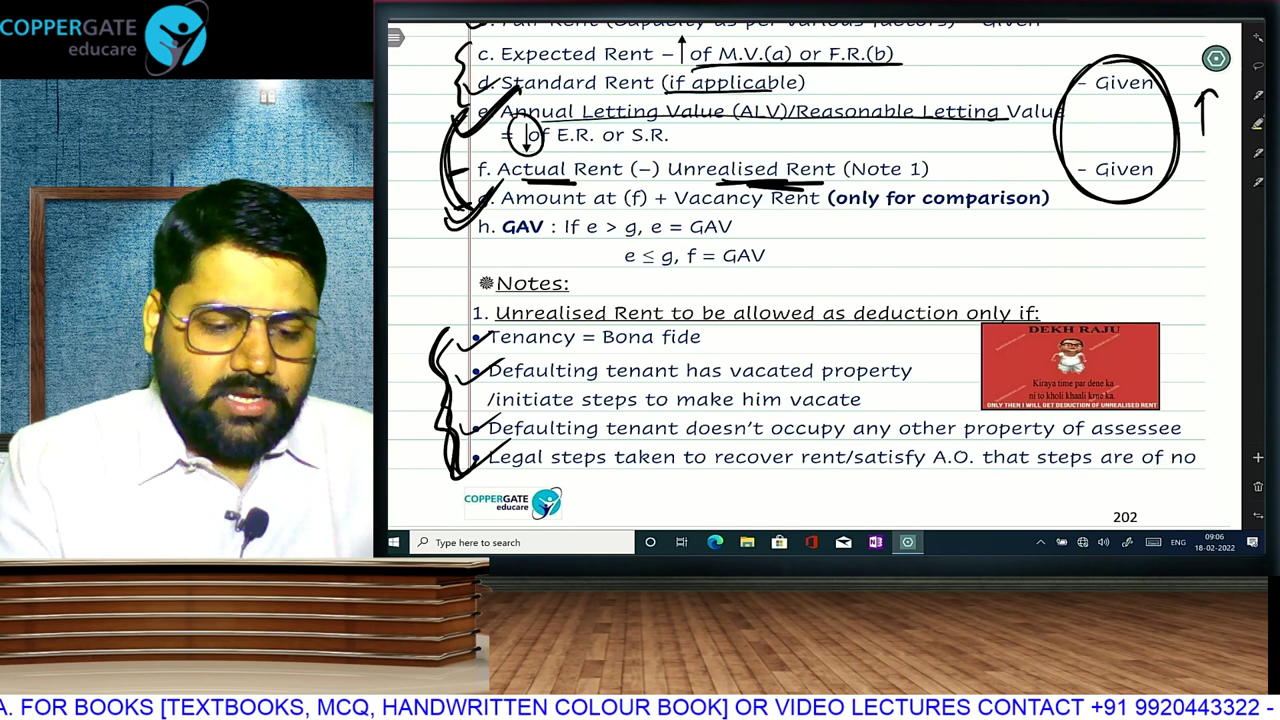 COPPERGATE
educare
c. Expected Rent – ↑ of M.V.(a) or F.R.(b)
d. Standard Rent (if applicable) - Given
e. Annual Letting Value (ALV)/Reasonable Letting Value
= ↓ of E.R. or S.R.
f. Actual Rent (–) Unrealised Rent (Note 1) - Given
Amount at (f) + Vacancy Rent (only for comparison)
h. GAV : If e > g, e = GAV
e ≤ g, f = GAV
Notes:
1. Unrealised Rent to be allowed as deduction only if:
• Tenancy = Bona fide
• Defaulting tenant has vacated property
/initiate steps to make him vacate
• Defaulting tenant doesn't occupy any other property of assessee
• Legal steps taken to recover rent/satisfy A.O. that steps are of no
DEKH RAJU
Kiraya time par dene ka
ni to kholi khaali krne ka.
ONLY THEN I WILL GET DEDUCTION OF UNREALISED RENT
COPPERGATE
educare
202
Type here to search
ENG
09:06
18-02-2022
A. FOR BOOKS [TEXTBOOKS, MCQ, HANDWRITTEN COLOUR BOOK] OR VIDEO LECTURES CONTACT +91 9920443322 -